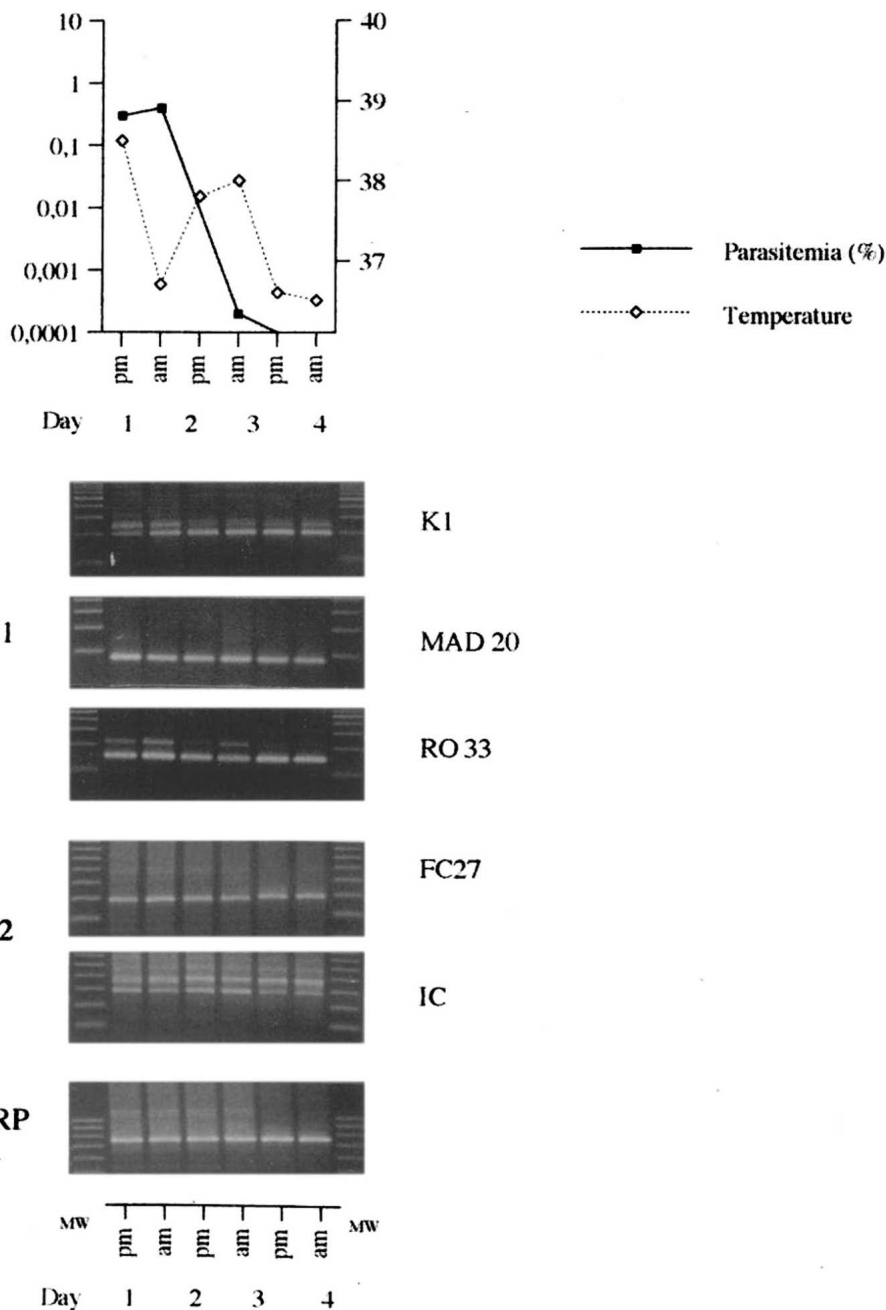 10
1
0,1
0,01
0,001
0,0001
40
39
38
37
pm am pm am pm am
Day 1 2 3 4
Parasitemia (%)
Temperature
K1
1
MAD 20
RO 33
FC27
2
IC
RP
MW pm am pm am pm am MW
Day 1 2 3 4